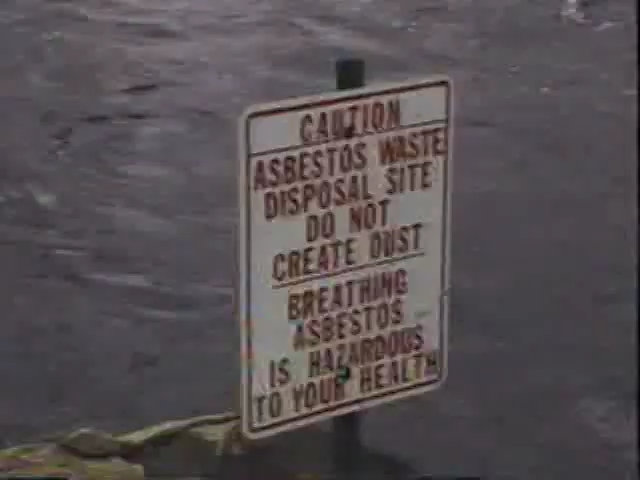 CAUTION
ASBESTOS WASTE
DISPOSAL SITE
DO NOT
CREATE DUST
BREATHING
ASBESTOS
IS HAZARDOUS
TO YOUR HEALTH